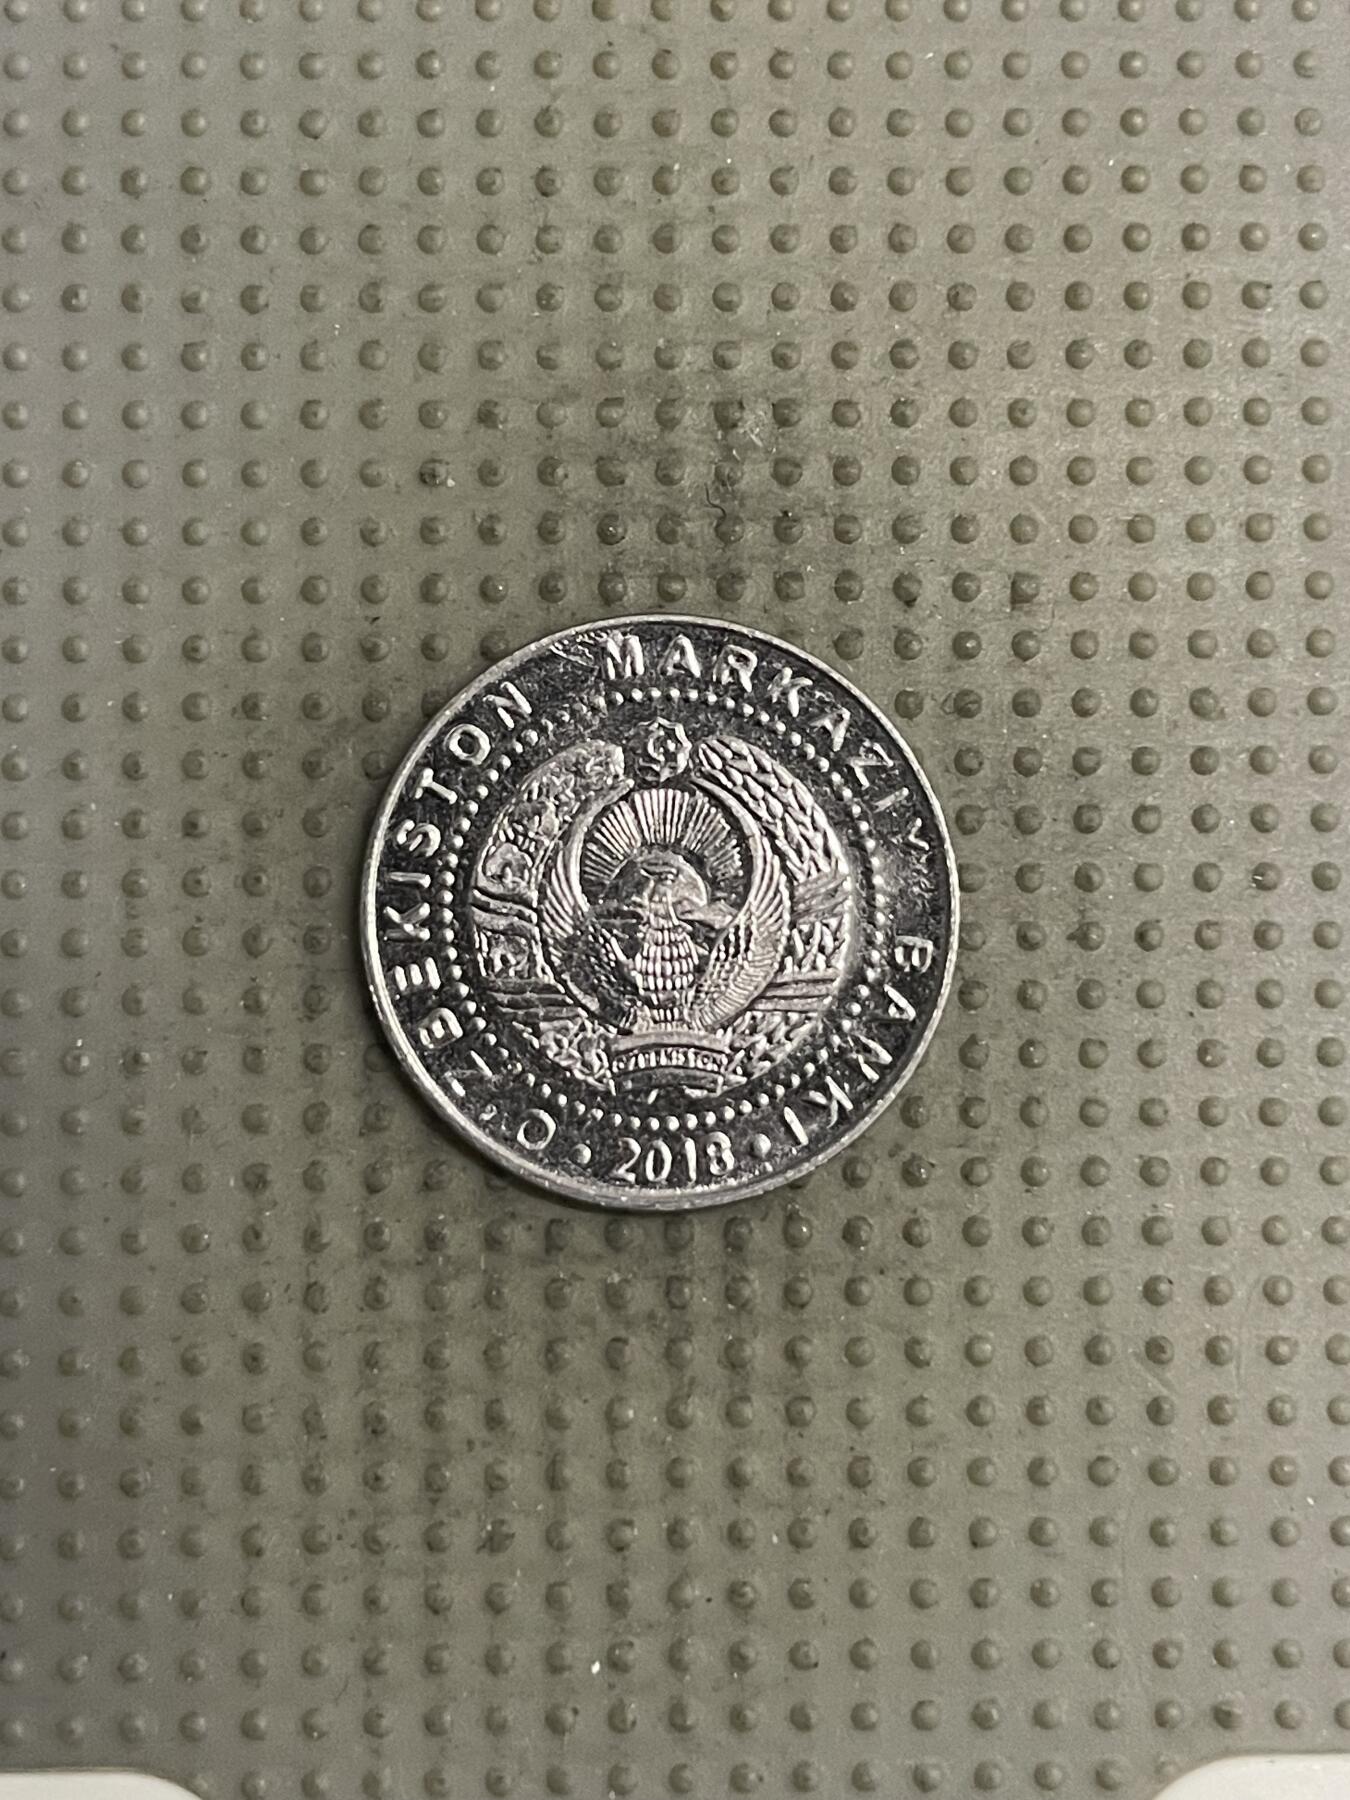 O‘ZBEKISTON MARKAZIY BANKI
• 2018 •
O‘ZBEKISTON